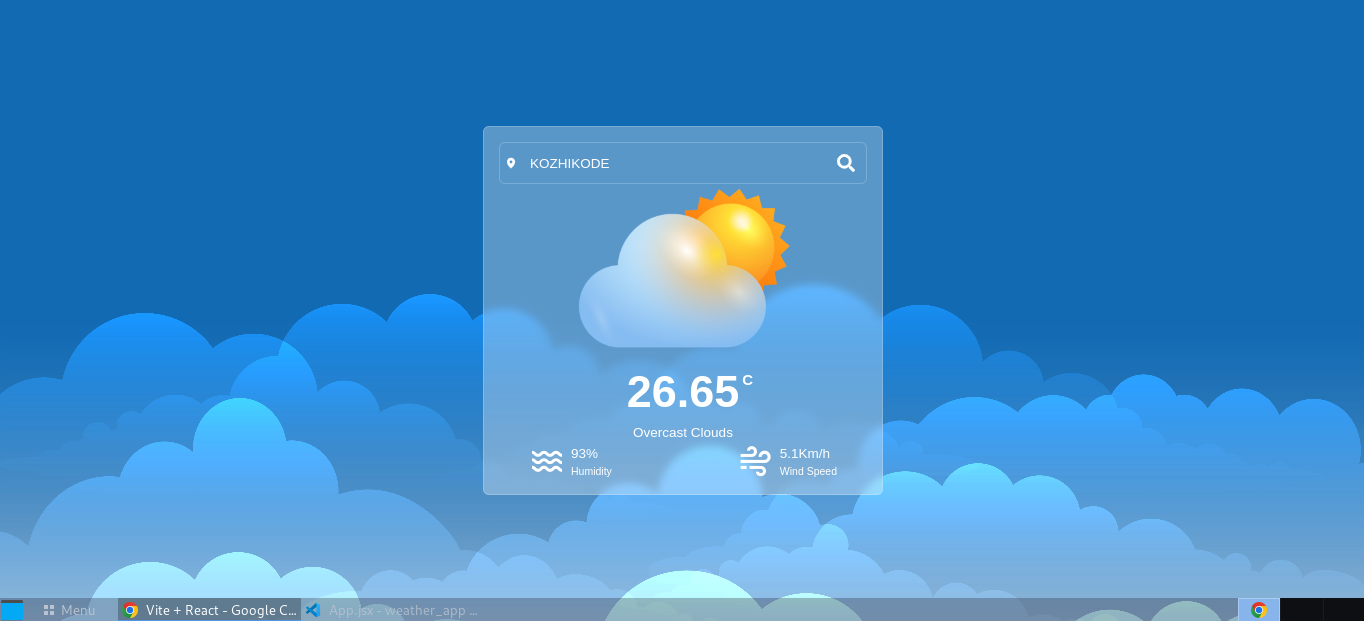 KOZHIKODE
26.65 C
Overcast Clouds
93%
Humidity
5.1Km/h
Wind Speed
Menu
Vite + React - Google C...
App.jsx - weather_app ...